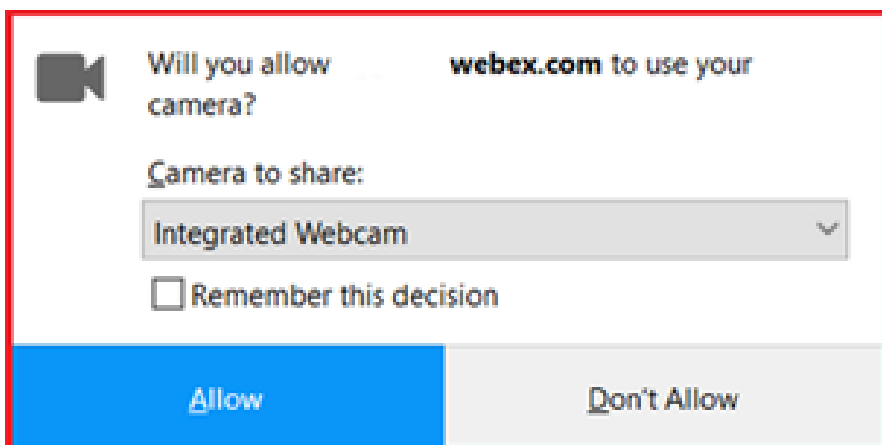 Will you allow webex.com to use your
camera?
Camera to share:
Integrated Webcam
Remember this decision
Allow
Don't Allow